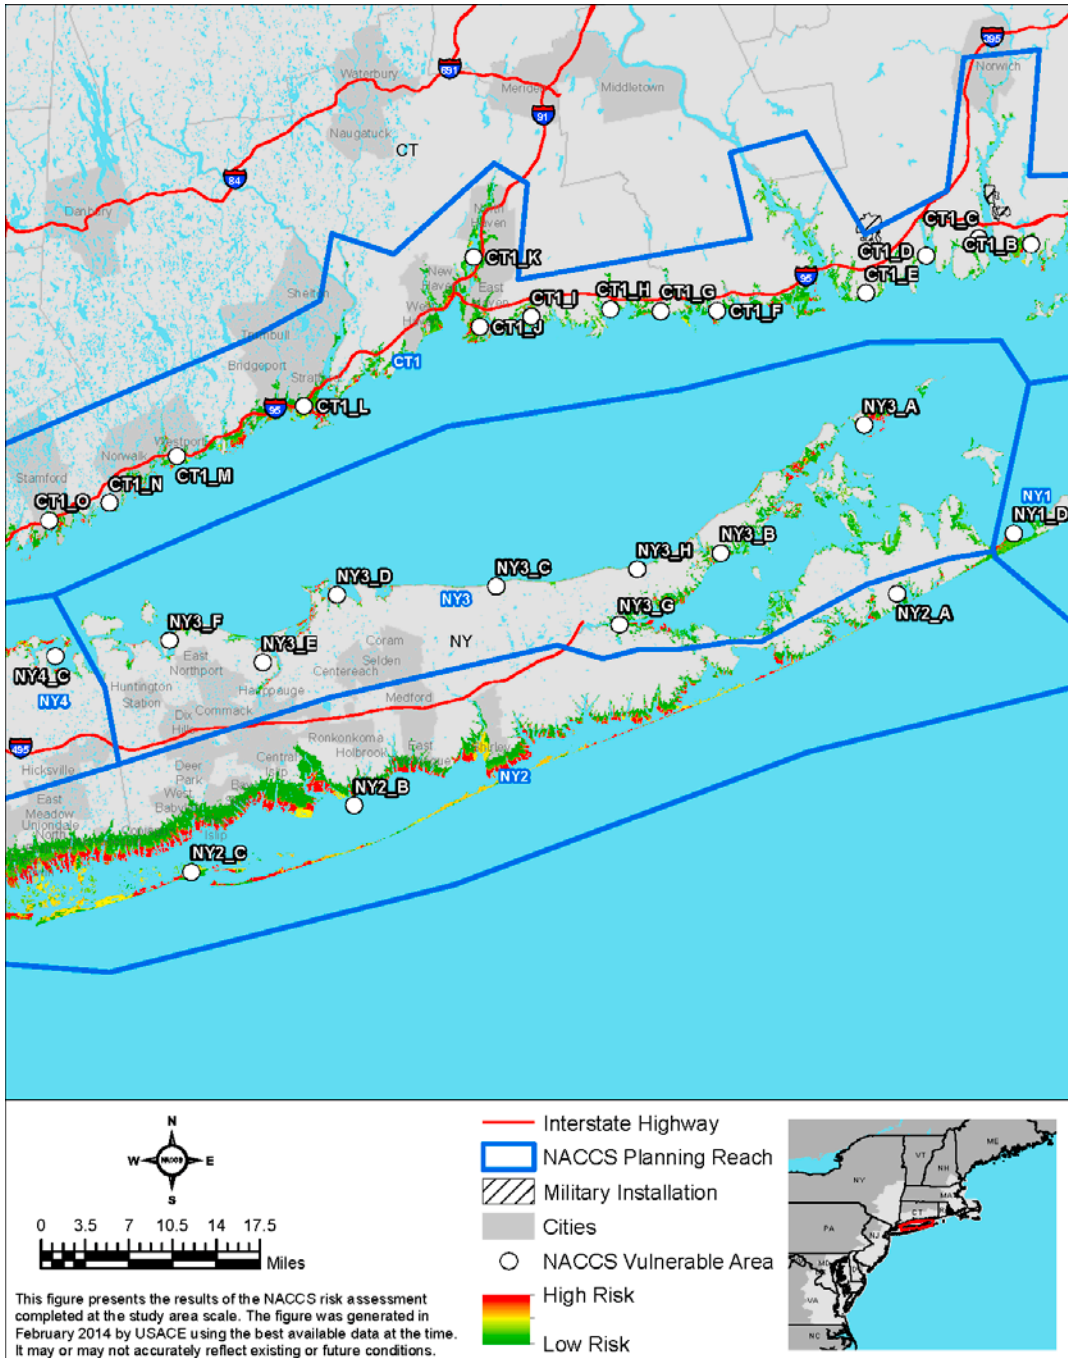 395
Norwich
691
Waterbury
Meriden
Middletown
91
Naugatuck
CT
84
Danbury
North
Haven
CT1_C
CT1_B
CT1_D
CT1_K
New
Haven
East
Haven
95
CT1_E
Shelton
CT1_H
CT1_G
CT1_I
CT1_F
West
CT1_J
Trumbull
CT1
Bridgeport
Stratford
95
CT1_L
NY3_A
Westport
Norwalk
CT1_M
Stamford
CT1_N
CT1_O
NY1
NY1_D
NY3_B
NY3_H
NY3_C
NY3_D
NY3
NY3_G
NY2_A
NY3_F
NY3_E
NY
Coram
East
Northport
Selden
Centereach
NY4_C
Hauppauge
NY4
Huntington
Station
Medford
Commack
Dix
Hills
Ronkonkoma
Holbrook
East
Shirley
495
Central
Islip
Hicksville
Deer
Park
NY2
West
Babylon
Bay
East
Meadow
Uniondale
North
NY2_B
Islip
NY2_C
N
W NACCS E
S
0 3.5 7 10.5 14 17.5
Miles
This figure presents the results of the NACCS risk assessment
completed at the study area scale. The figure was generated in
February 2014 by USACE using the best available data at the time.
It may or may not accurately reflect existing or future conditions.
Interstate Highway
NACCS Planning Reach
Military Installation
Cities
NACCS Vulnerable Area
High Risk
Low Risk
ME
VT
NH
NY
MA
CT
PA
NJ
MD
VA
NC